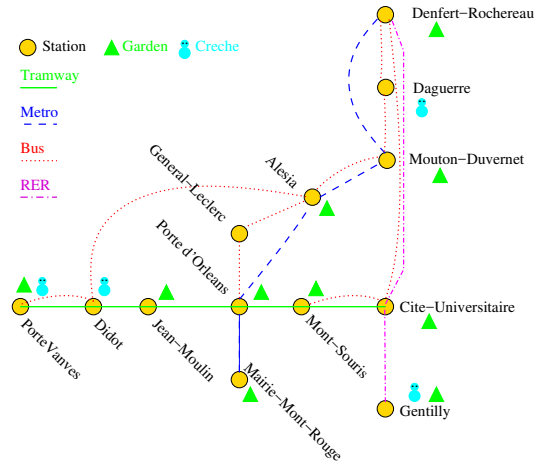 Denfert-Rochereau
Station
Garden
Creche
Tramway
Daguerre
Metro
Bus
General-Leclerc
Alesia
Mouton-Duvernet
RER
Porte d'Orleans
Cite-Universitaire
PorteVanves
Didot
Jean-Moulin
Mont-Souris
Mairie-Mont-Rouge
Gentilly